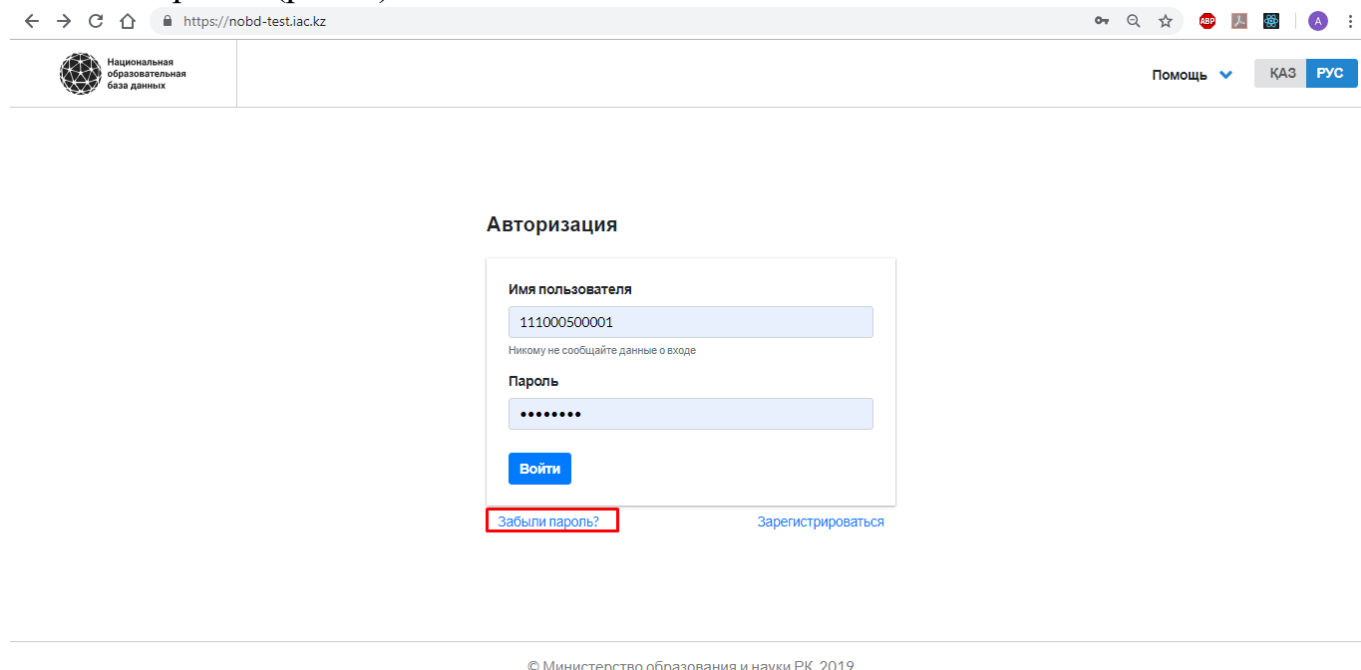 https://nobd-test.iac.kz
ABP
A
Национальная
образовательная
база данных
Помощь
ҚАЗ РУС
Авторизация
Имя пользователя
111000500001
Никому не сообщайте данные о входе
Пароль
••••••••
Войти
Забыли пароль? Зарегистрироваться
© Министерство образования и науки РК, 2019